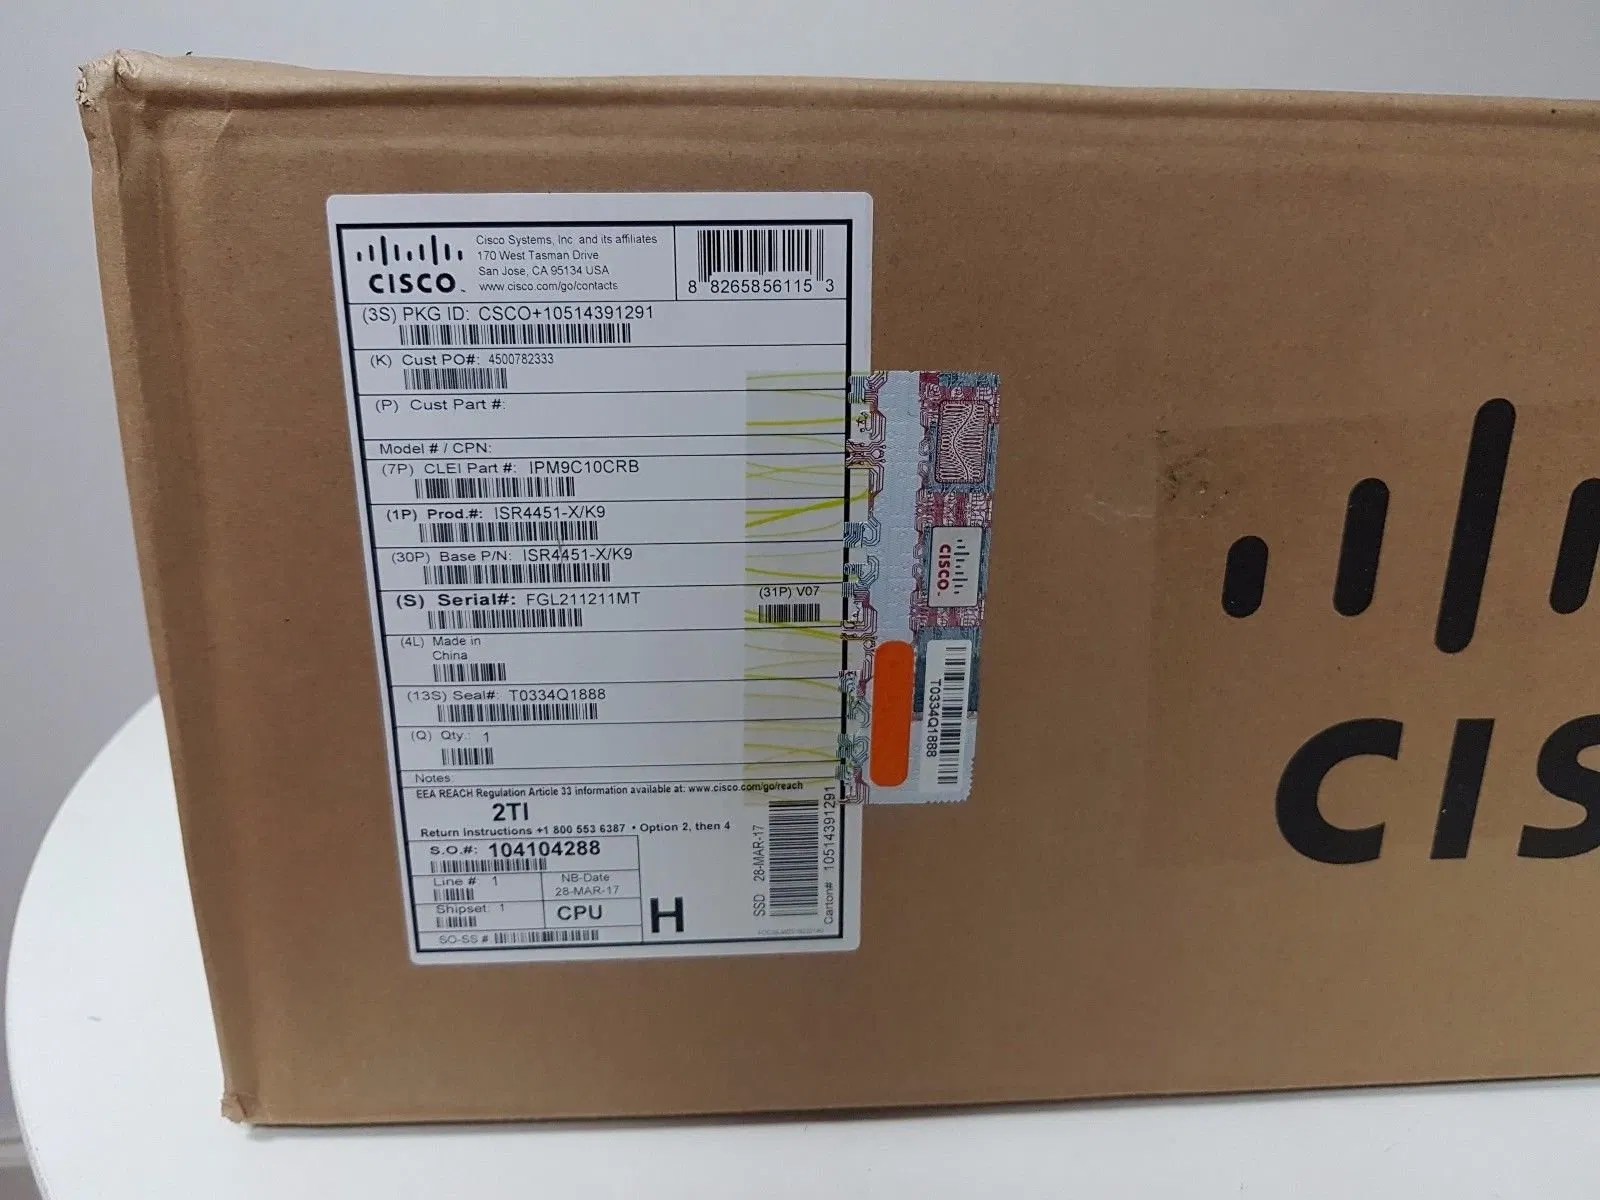 CISCO
Cisco Systems, Inc. and its affiliates
170 West Tasman Drive
San Jose, CA 95134 USA
www.cisco.com/go/contacts
8 8265856115 3
(3S) PKG ID: CSCO+10514391291
(K) Cust PO#: 4500782333
(P) Cust Part #:
Model # / CPN:
(7P) CLEI Part #: IPM9C10CRB
(1P) Prod.#: ISR4451-X/K9
(30P) Base P/N: ISR4451-X/K9
(S) Serial#: FGL211211MT
(31P) V07
(4L) Made in
China
(13S) Seal#: T0334Q1888
(Q) Qty.: 1
Notes:
EEA REACH Regulation Article 33 information available at: www.cisco.com/go/reach
2TI
Return Instructions +1 800 553 6387 • Option 2, then 4
S.O.#: 104104288
Line # 1
NB-Date
28-MAR-17
Shipset: 1
CPU
SO-SS #
H
SSD 28-MAR-17
Carton# 10514391291
CISCO
T0334Q1888
CIS